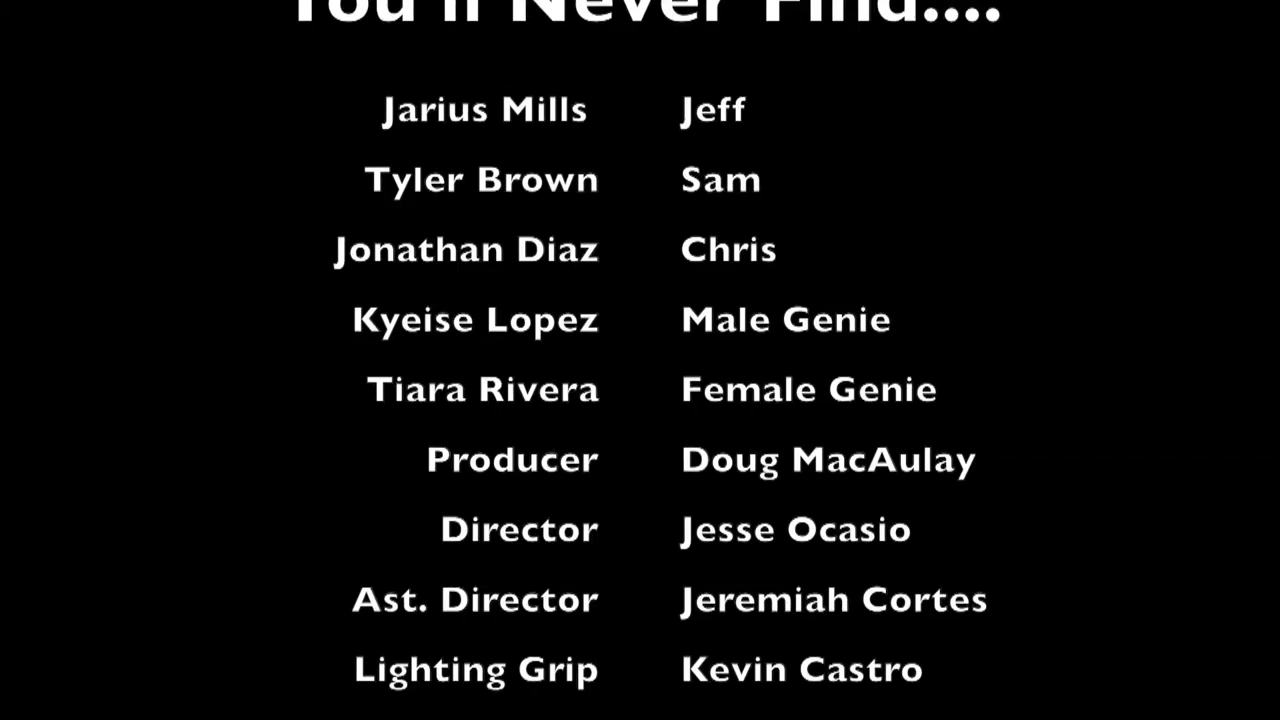 You'll Never Find....
Jarius Mills Jeff
Tyler Brown Sam
Jonathan Diaz Chris
Kyeise Lopez Male Genie
Tiara Rivera Female Genie
Producer Doug MacAulay
Director Jesse Ocasio
Ast. Director Jeremiah Cortes
Lighting Grip Kevin Castro